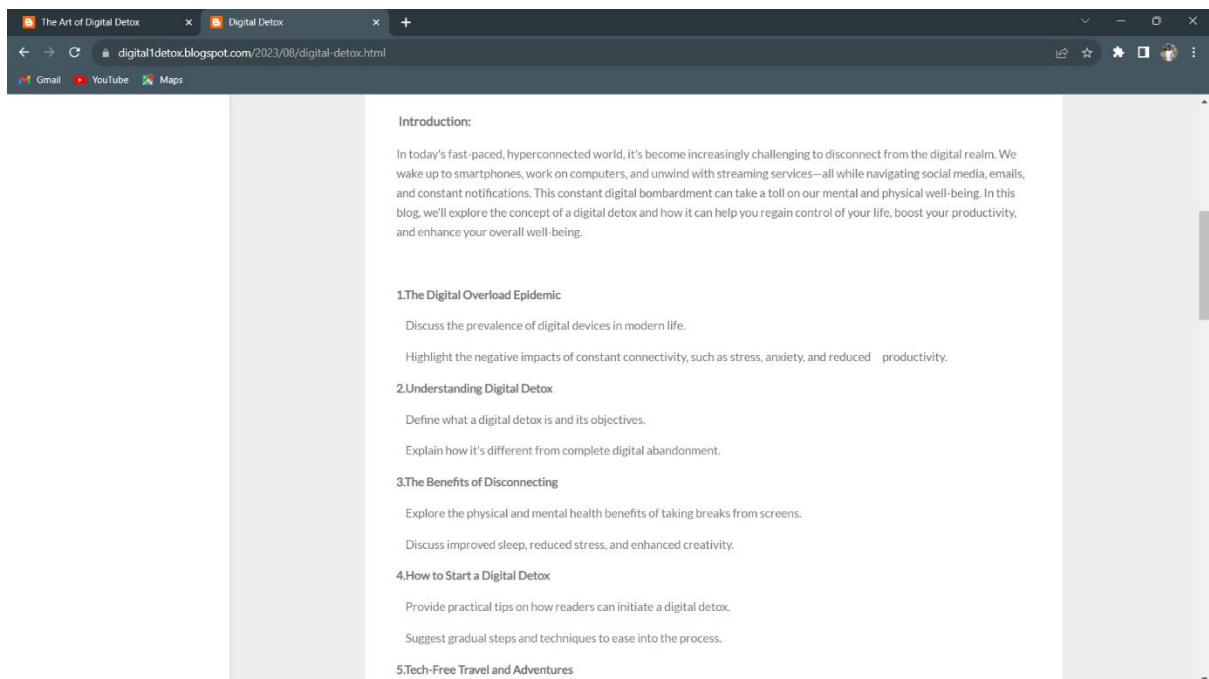 The Art of Digital Detox
Digital Detox
digital1detox.blogspot.com/2023/08/digital-detox.html
Gmail YouTube Maps
Introduction:
In today's fast-paced, hyperconnected world, it's become increasingly challenging to disconnect from the digital realm. We
wake up to smartphones, work on computers, and unwind with streaming services—all while navigating social media, emails,
and constant notifications. This constant digital bombardment can take a toll on our mental and physical well-being. In this
blog, we'll explore the concept of a digital detox and how it can help you regain control of your life, boost your productivity,
and enhance your overall well-being.
1.The Digital Overload Epidemic
Discuss the prevalence of digital devices in modern life.
Highlight the negative impacts of constant connectivity, such as stress, anxiety, and reduced productivity.
2.Understanding Digital Detox
Define what a digital detox is and its objectives.
Explain how it's different from complete digital abandonment.
3.The Benefits of Disconnecting
Explore the physical and mental health benefits of taking breaks from screens.
Discuss improved sleep, reduced stress, and enhanced creativity.
4.How to Start a Digital Detox
Provide practical tips on how readers can initiate a digital detox.
Suggest gradual steps and techniques to ease into the process.
5.Tech-Free Travel and Adventures